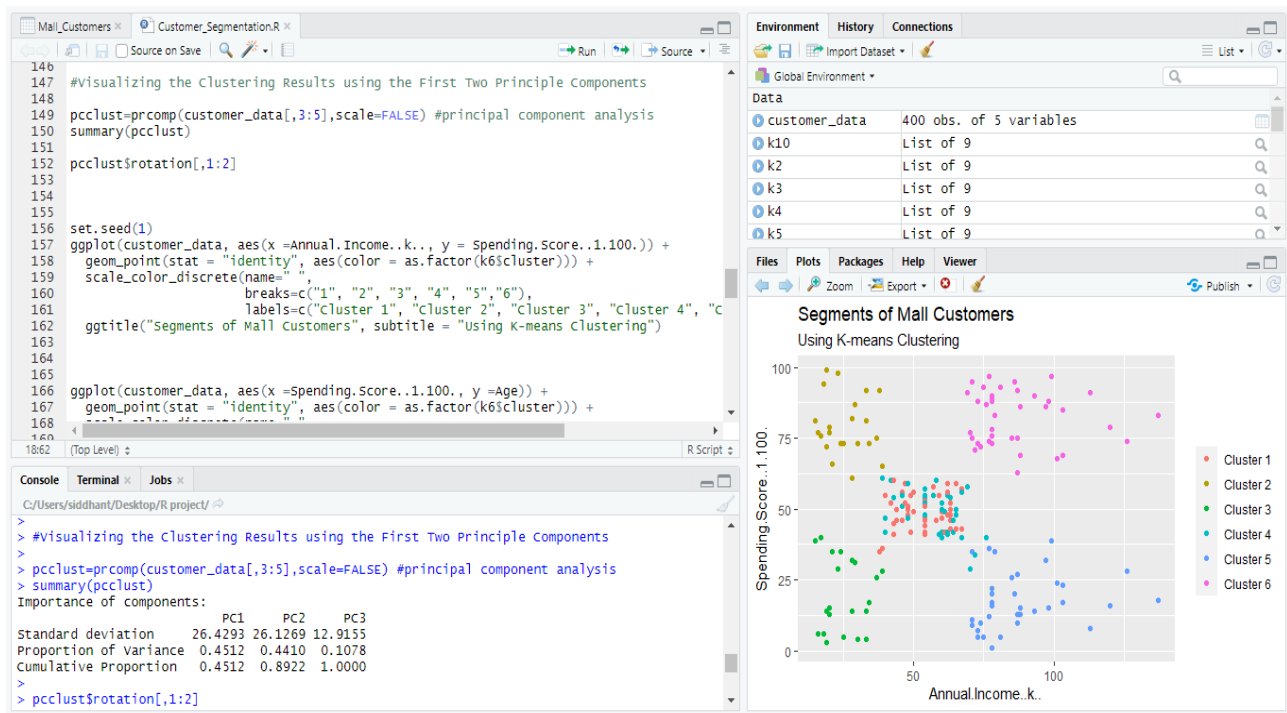 Mall_Customers
Customer_Segmentation.R
Source on Save
Run
Source
146
147 #Visualizing the Clustering Results using the First Two Principle Components
148
149 pcclust=prcomp(customer_data[,3:5],scale=FALSE) #principal component analysis
150 summary(pcclust)
151
152 pcclust$rotation[,1:2]
153
154
155
156 set.seed(1)
157 ggplot(customer_data, aes(x =Annual.Income..k.., y = Spending.Score..1.100.)) +
158 geom_point(stat = "identity", aes(color = as.factor(k6$cluster))) +
159 scale_color_discrete(name=" ",
160 breaks=c("1", "2", "3", "4", "5","6"),
161 labels=c("Cluster 1", "Cluster 2", "Cluster 3", "Cluster 4", "C
162 ggtitle("Segments of Mall Customers", subtitle = "Using K-means Clustering")
163
164
165
166 ggplot(customer_data, aes(x =Spending.Score..1.100., y =Age)) +
167 geom_point(stat = "identity", aes(color = as.factor(k6$cluster))) +
168
169
18:62 (Top Level) R Script
Console Terminal Jobs
C:/Users/siddhant/Desktop/R project/
>
> #Visualizing the Clustering Results using the First Two Principle Components
>
> pcclust=prcomp(customer_data[,3:5],scale=FALSE) #principal component analysis
> summary(pcclust)
Importance of components:
PC1 PC2 PC3
Standard deviation 26.4293 26.1269 12.9155
Proportion of Variance 0.4512 0.4410 0.1078
Cumulative Proportion 0.4512 0.8922 1.0000
>
> pcclust$rotation[,1:2]
Environment History Connections
Import Dataset
List
Global Environment
Data
customer_data 400 obs. of 5 variables
k10 List of 9
k2 List of 9
k3 List of 9
k4 List of 9
k5 List of 9
Files Plots Packages Help Viewer
Zoom Export Publish
Segments of Mall Customers
Using K-means Clustering
100
75
50
25
0
Spending.Score..1.100.
50 100
Annual.Income..k..
Cluster 1
Cluster 2
Cluster 3
Cluster 4
Cluster 5
Cluster 6